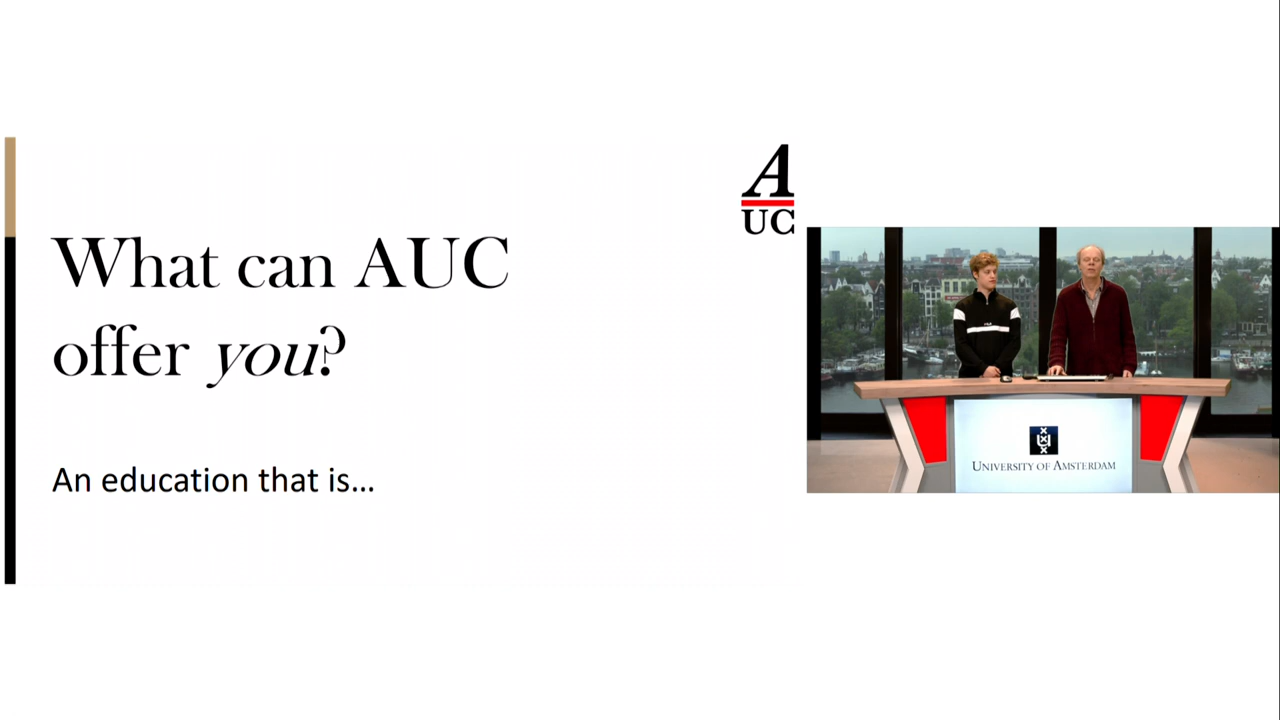 A
UC
What can AUC
offer you?
An education that is...
UNIVERSITY OF AMSTERDAM